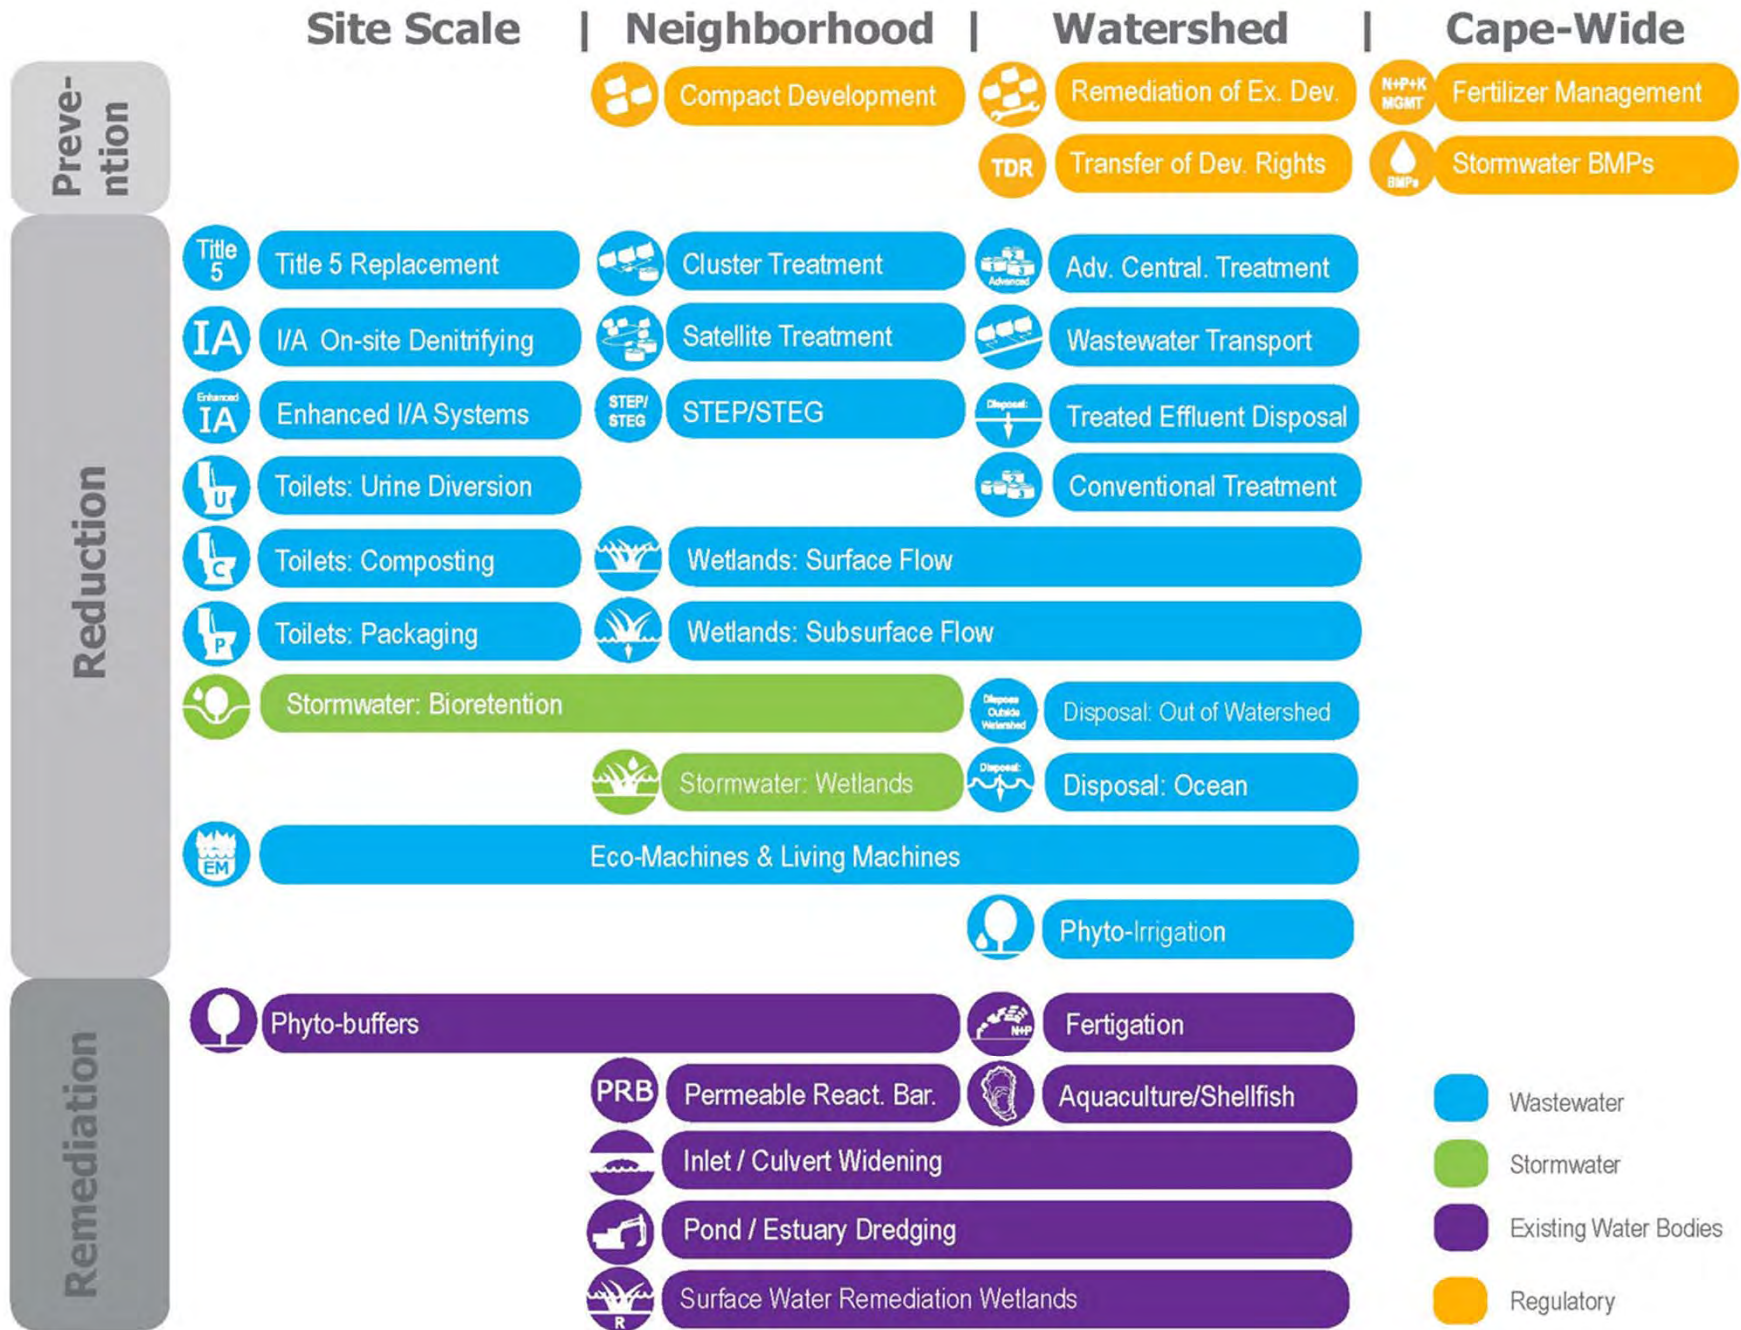 Site Scale | Neighborhood | Watershed | Cape-Wide
Preve-
ntion
Compact Development
Remediation of Ex. Dev.
N+P+K
MGMT
Fertilizer Management
TDR
Transfer of Dev. Rights
BMPs
Stormwater BMPs
Reduction
Title
5
Title 5 Replacement
Cluster Treatment
Advanced
Adv. Central. Treatment
IA
I/A On-site Denitrifying
Satellite Treatment
Wastewater Transport
Enhanced
IA
Enhanced I/A Systems
STEP/
STEG
STEP/STEG
Disposal:
Treated Effluent Disposal
U
Toilets: Urine Diversion
Conventional Treatment
C
Toilets: Composting
Wetlands: Surface Flow
P
Toilets: Packaging
Wetlands: Subsurface Flow
Stormwater: Bioretention
Dispose
Outside
Watershed
Disposal: Out of Watershed
Stormwater: Wetlands
Disposal:
Disposal: Ocean
EM
Eco-Machines & Living Machines
Phyto-Irrigation
Remediation
Phyto-buffers
N+P
Fertigation
PRB
Permeable React. Bar.
Aquaculture/Shellfish
Inlet / Culvert Widening
Pond / Estuary Dredging
R
Surface Water Remediation Wetlands
Wastewater
Stormwater
Existing Water Bodies
Regulatory